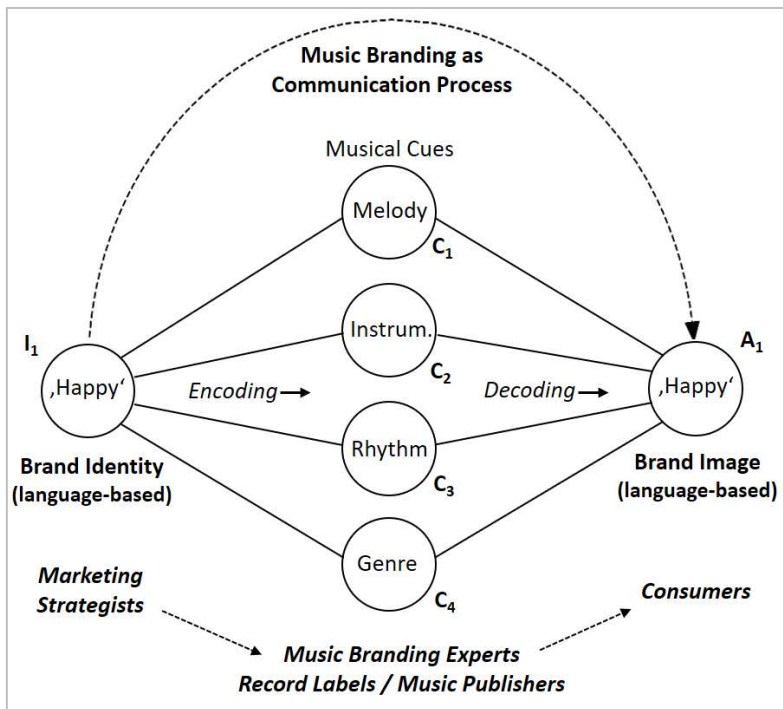 Music Branding as
Communication Process
Musical Cues
Melody
C₁
I₁
Instrum.
A₁
C₂
‚Happy‘
Encoding
Decoding
‚Happy‘
Rhythm
C₃
Brand Identity
(language-based)
Brand Image
(language-based)
Genre
C₄
Marketing
Strategists
Consumers
Music Branding Experts
Record Labels / Music Publishers